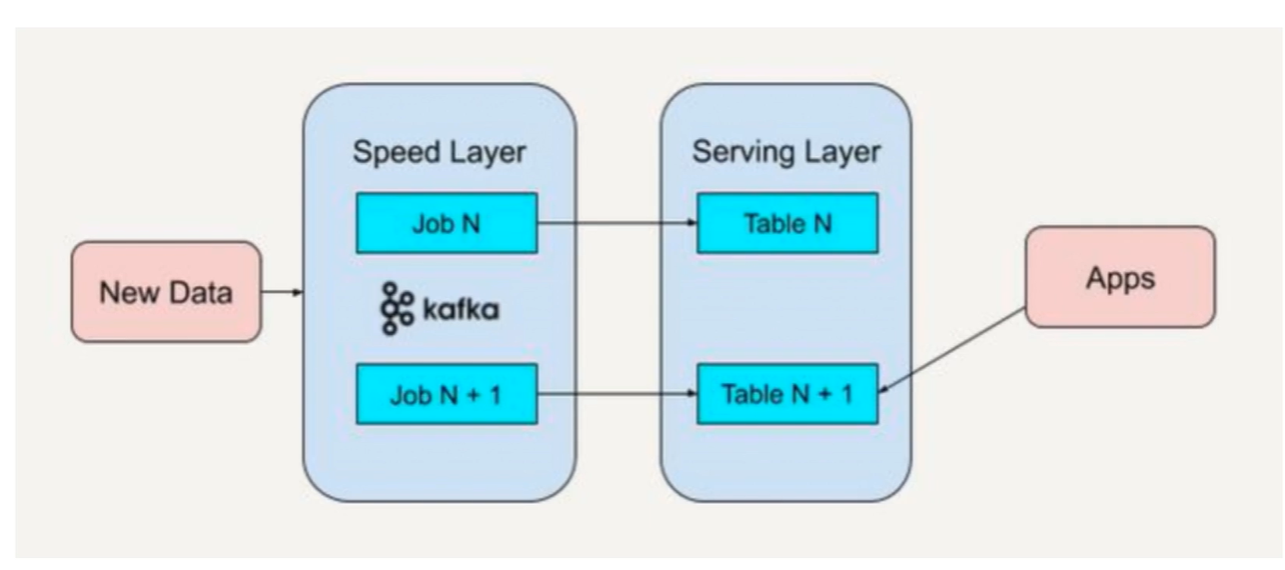 Speed Layer
Serving Layer
Job N
Table N
New Data
kafka
Apps
Job N + 1
Table N + 1